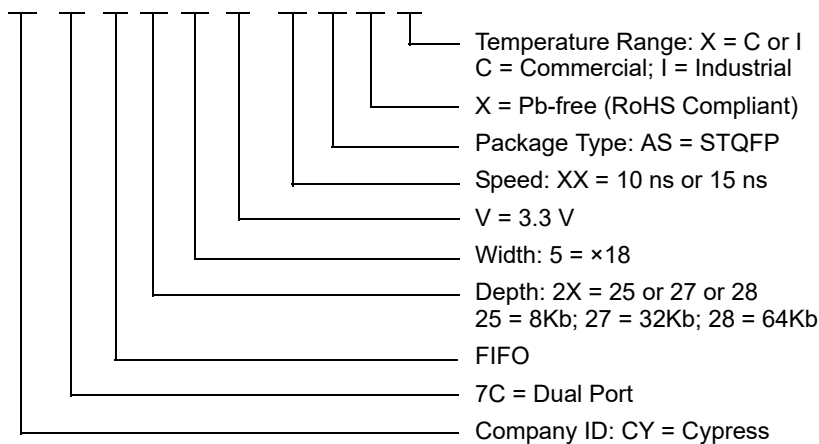 Temperature Range: X = C or I
C = Commercial; I = Industrial
X = Pb-free (RoHS Compliant)
Package Type: AS = STQFP
Speed: XX = 10 ns or 15 ns
V = 3.3 V
Width: 5 = ×18
Depth: 2X = 25 or 27 or 28
25 = 8Kb; 27 = 32Kb; 28 = 64Kb
FIFO
7C = Dual Port
Company ID: CY = Cypress